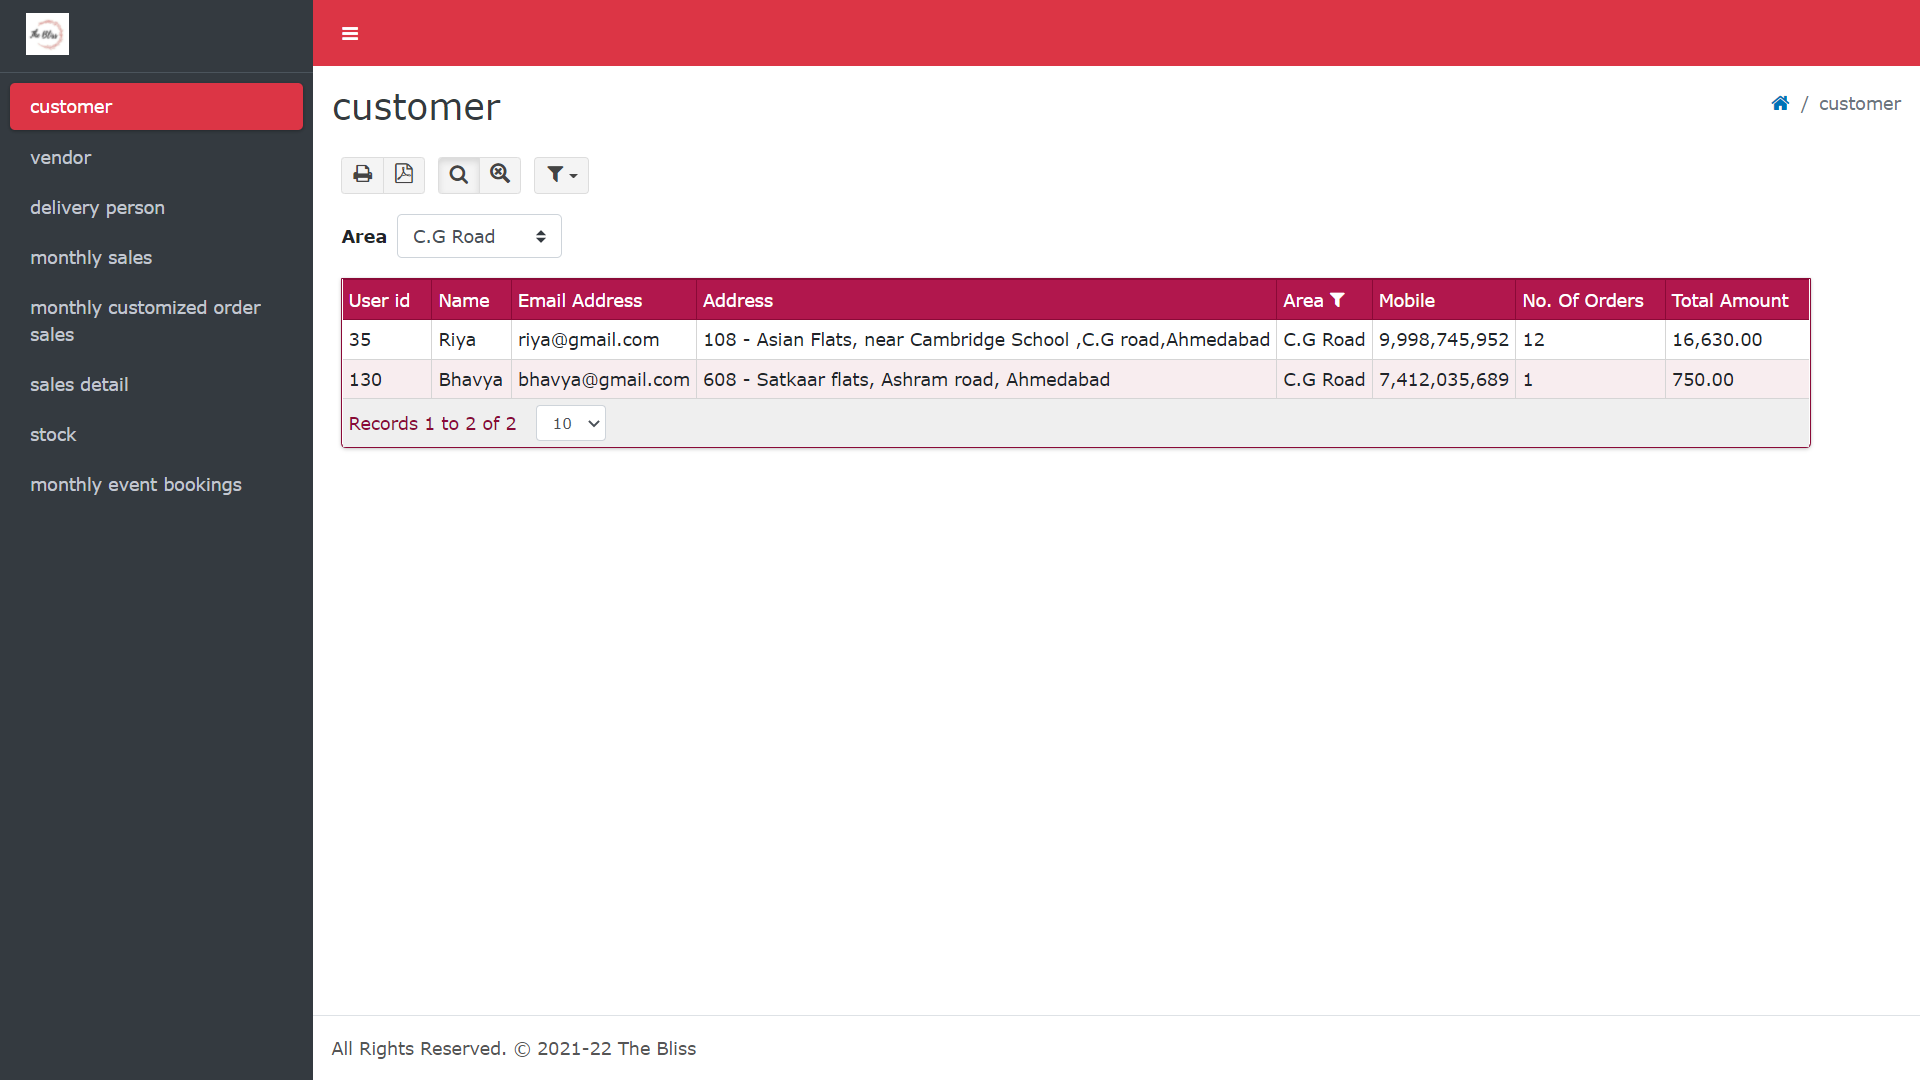 The Bliss
customer
vendor
delivery person
monthly sales
monthly customized order
sales
sales detail
stock
monthly event bookings
customer
/ customer
Area C.G Road
User id Name Email Address Address Area Mobile No. Of Orders Total Amount
35 Riya riya@gmail.com 108 - Asian Flats, near Cambridge School ,C.G road,Ahmedabad C.G Road 9,998,745,952 12 16,630.00
130 Bhavya bhavya@gmail.com 608 - Satkaar flats, Ashram road, Ahmedabad C.G Road 7,412,035,689 1 750.00
Records 1 to 2 of 2 10
All Rights Reserved. © 2021-22 The Bliss